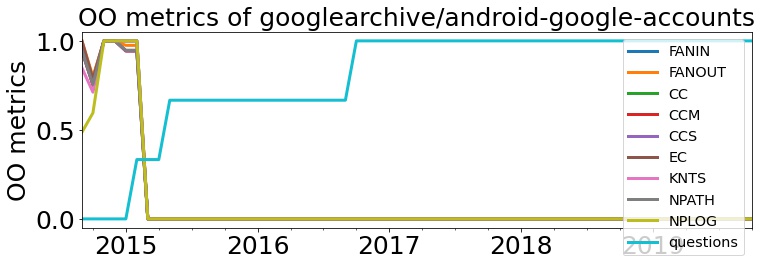 OO metrics of googlearchive/android-google-accounts
OO metrics
1.0
0.5
0.0
2015
2016
2017
2018
2019
FANIN
FANOUT
CC
CCM
CCS
EC
KNTS
NPATH
NPLOG
questions